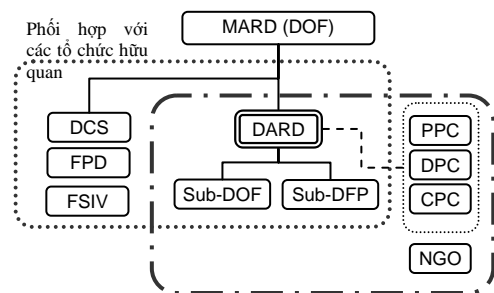 Phối hợp với
các tổ chức hữu
quan
MARD (DOF)
DCS
FPD
FSIV
DARD
Sub-DOF
Sub-DFP
PPC
DPC
CPC
NGO